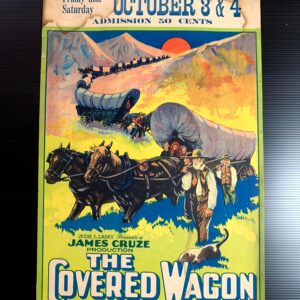 Friday and
Saturday
OCTOBER 3 & 4
ADMISSION 50 CENTS
JESSE L. LASKY Presents a
JAMES CRUZE
PRODUCTION
THE
COVERED WAGON